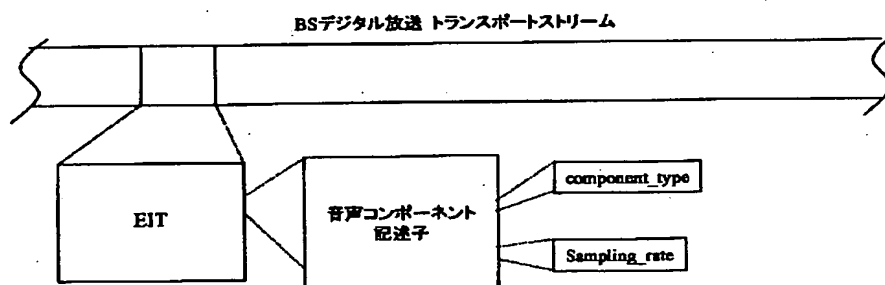 BSデジタル放送 トランスポートストリーム
EIT
音声コンポーネント
記述子
component_type
Sampling_rate